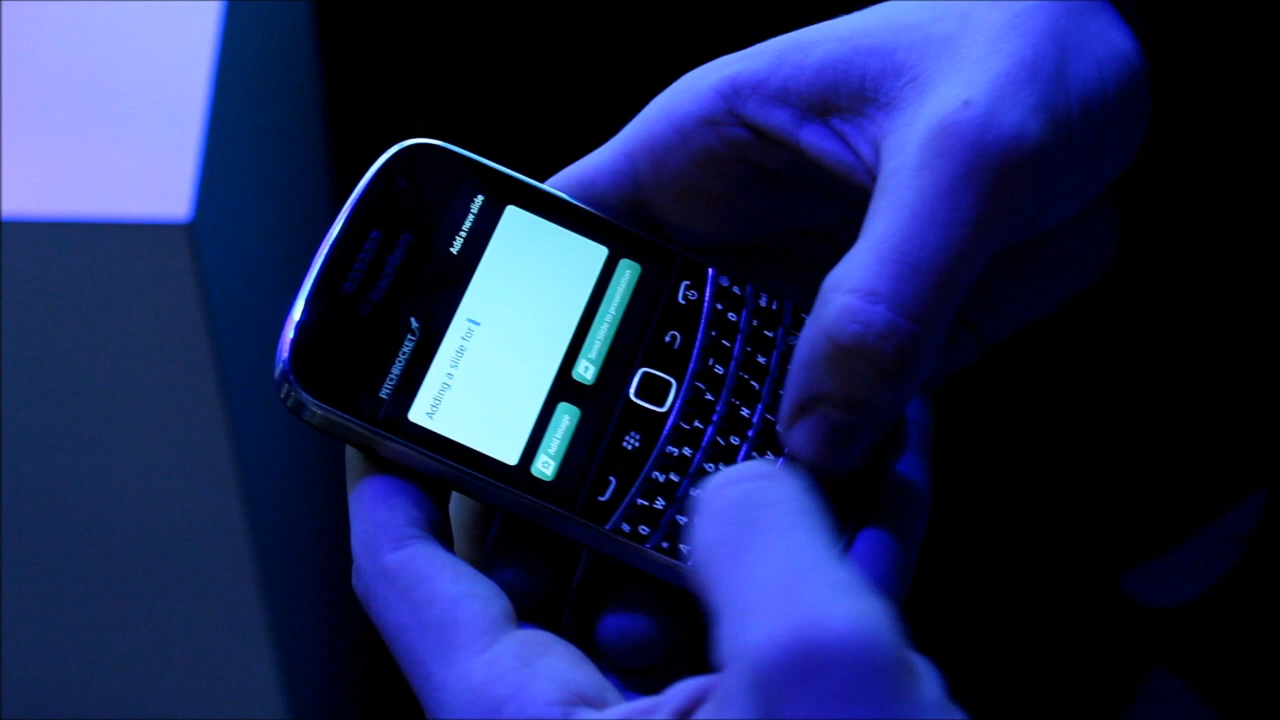 PITCHROCKET
Add a new slide
Adding a slide for
Add image
Send Slide to presentation